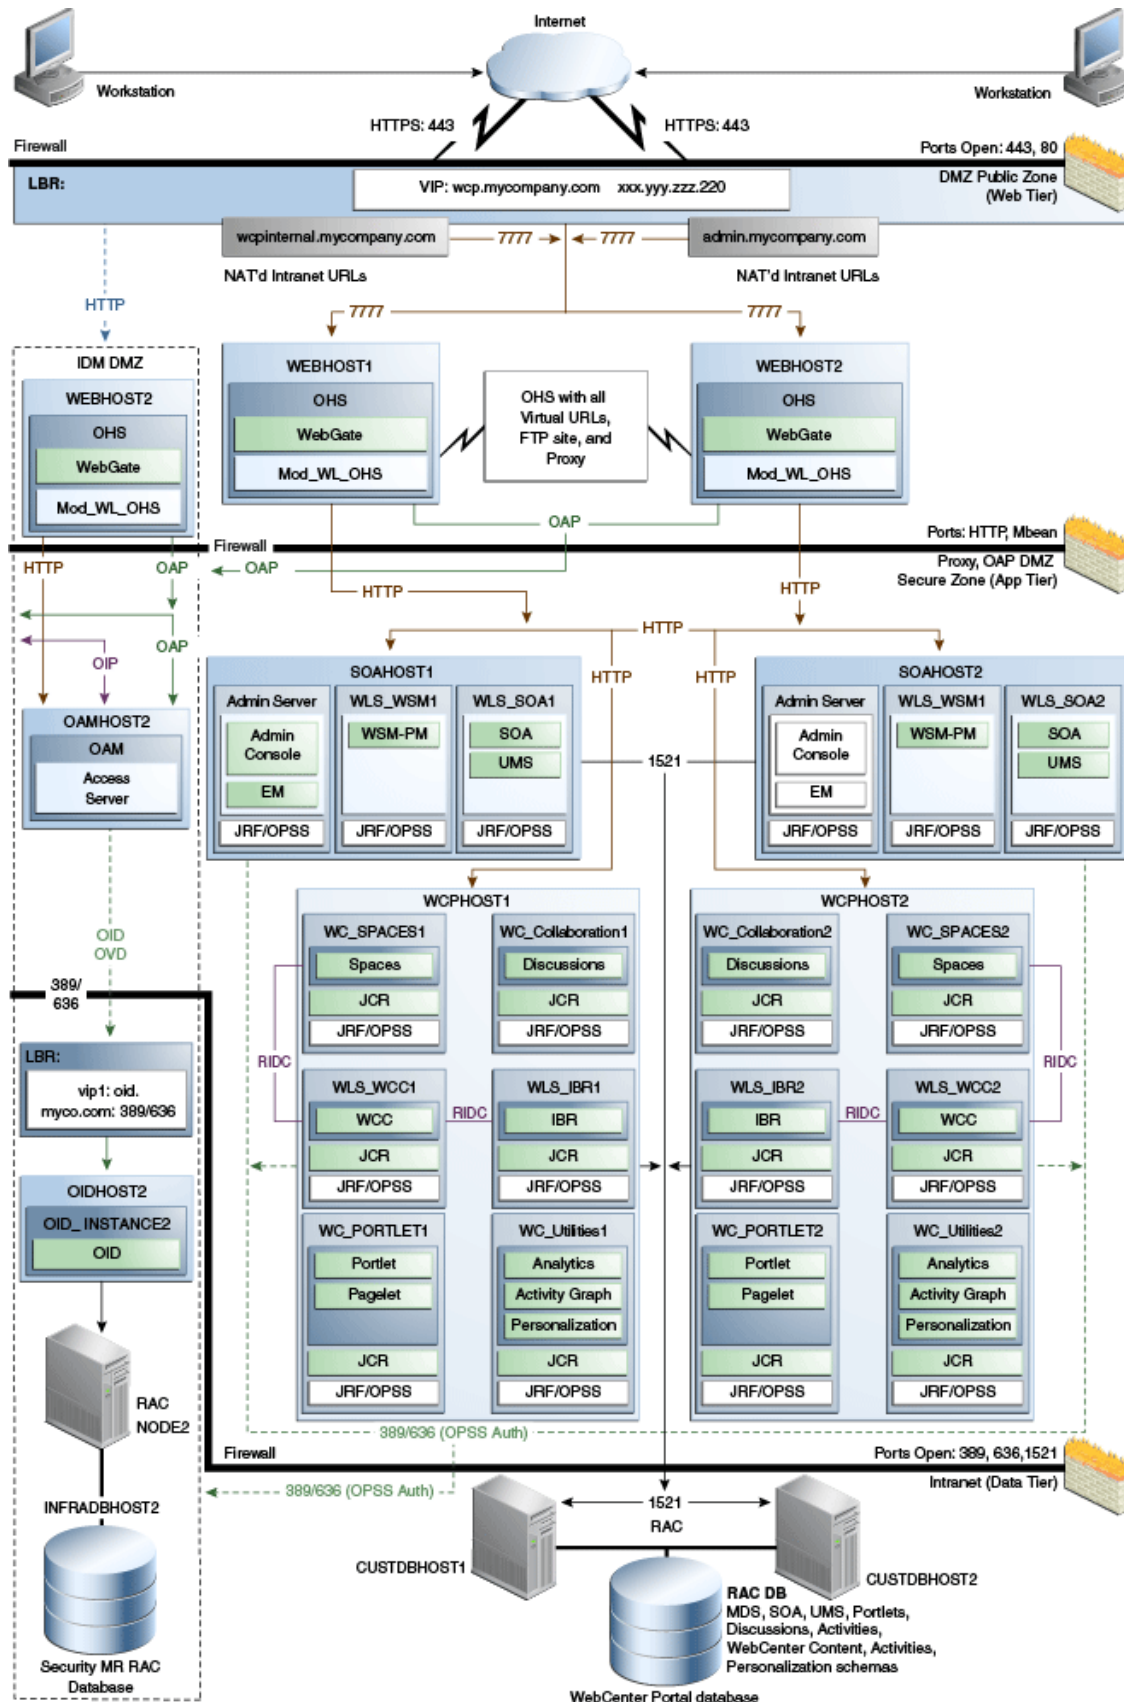 Internet
Workstation
Workstation
HTTPS: 443
HTTPS: 443
Firewall
Ports Open: 443, 80
LBR:
VIP: wcp.mycompany.com xxx.yyy.zzz.220
DMZ Public Zone
(Web Tier)
wcpinternal.mycompany.com
7777
7777
admin.mycompany.com
NAT'd Intranet URLs
NAT'd Intranet URLs
HTTP
7777
7777
IDM DMZ
WEBHOST2
OHS
WebGate
Mod_WL_OHS
WEBHOST1
OHS
WebGate
Mod_WL_OHS
OHS with all
Virtual URLs,
FTP site, and
Proxy
WEBHOST2
OHS
WebGate
Mod_WL_OHS
OAP
Ports: HTTP, Mbean
Firewall
Proxy, OAP DMZ
Secure Zone (App Tier)
HTTP
OAP
OAP
HTTP
HTTP
HTTP
OAP
OIP
HTTP
HTTP
SOAHOST1
Admin Server
Admin
Console
EM
JRF/OPSS
WLS_WSM1
WSM-PM
JRF/OPSS
WLS_SOA1
SOA
UMS
JRF/OPSS
1521
SOAHOST2
Admin Server
Admin
Console
EM
JRF/OPSS
WLS_WSM1
WSM-PM
JRF/OPSS
WLS_SOA2
SOA
UMS
JRF/OPSS
OAMHOST2
OAM
Access
Server
OID
OVD
389/
636
LBR:
vip1: oid.
myco.com: 389/636
OIDHOST2
OID_ INSTANCE2
OID
RAC
NODE2
INFRADBHOST2
Security MR RAC
Database
WCPHOST1
WC_SPACES1
Spaces
JCR
JRF/OPSS
WC_Collaboration1
Discussions
JCR
JRF/OPSS
RIDC
WLS_WCC1
WCC
JCR
JRF/OPSS
RIDC
WLS_IBR1
IBR
JCR
JRF/OPSS
WC_PORTLET1
Portlet
Pagelet
JCR
JRF/OPSS
WC_Utilities1
Analytics
Activity Graph
Personalization
JCR
JRF/OPSS
WCPHOST2
WC_Collaboration2
Discussions
JCR
JRF/OPSS
WC_SPACES2
Spaces
JCR
JRF/OPSS
RIDC
WLS_IBR2
IBR
JCR
JRF/OPSS
RIDC
WLS_WCC2
WCC
JCR
JRF/OPSS
WC_PORTLET2
Portlet
Pagelet
JCR
JRF/OPSS
WC_Utilities2
Analytics
Activity Graph
Personalization
JCR
JRF/OPSS
389/636 (OPSS Auth)
Firewall
Ports Open: 389, 636,1521
Intranet (Data Tier)
389/636 (OPSS Auth)
1521
RAC
CUSTDBHOST1
CUSTDBHOST2
RAC DB
MDS, SOA, UMS, Portlets,
Discussions, Activities,
WebCenter Content, Activities,
Personalization schemas
WebCenter Portal database